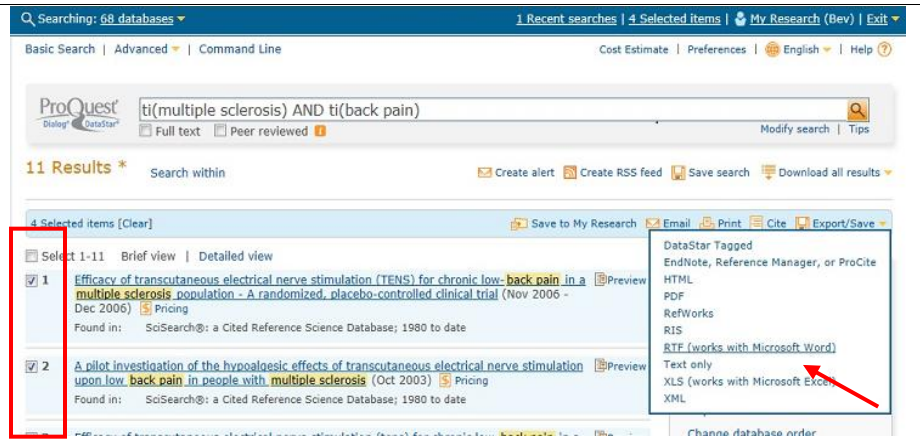 Searching: 68 databases
1 Recent searches | 4 Selected items | My Research (Bev) | Exit
Basic Search | Advanced | Command Line
Cost Estimate | Preferences | English | Help ?
ProQuest
Dialog® DataStar®
ti(multiple sclerosis) AND ti(back pain)
Full text Peer reviewed
Modify search | Tips
11 Results *
Search within
Create alert Create RSS feed Save search Download all results
4 Selected items [Clear]
Save to My Research Email Print Cite Export/Save
Select 1-11 Brief view | Detailed view
1 Efficacy of transcutaneous electrical nerve stimulation (TENS) for chronic low-back pain in a
multiple sclerosis population - A randomized, placebo-controlled clinical trial (Nov 2006 -
Dec 2006) $ Pricing
Preview
Found in: SciSearch®: a Cited Reference Science Database; 1980 to date
2 A pilot investigation of the hypoalgesic effects of transcutaneous electrical nerve stimulation
upon low back pain in people with multiple sclerosis (Oct 2003) $ Pricing
Preview
Found in: SciSearch®: a Cited Reference Science Database; 1980 to date
DataStar Tagged
EndNote, Reference Manager, or ProCite
HTML
PDF
RefWorks
RIS
RTF (works with Microsoft Word)
Text only
XLS (works with Microsoft Excel)
XML
Change database order